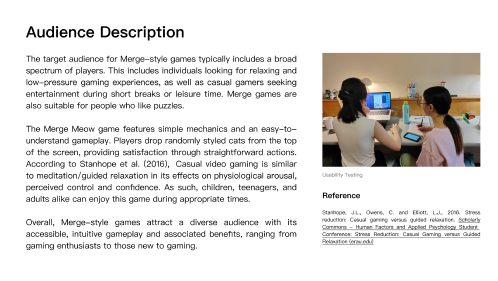 Audience Description
The target audience for Merge-style games typically includes a broad
spectrum of players. This includes individuals looking for relaxing and
low-pressure gaming experiences, as well as casual gamers seeking
entertainment during short breaks or leisure time. Merge games are
also suitable for people who like puzzles.
The Merge Meow game features simple mechanics and an easy-to-
understand gameplay. Players drop randomly styled cats from the top
of the screen, providing satisfaction through straightforward actions.
According to Stanhope et al. (2016), Casual video gaming is similar
to meditation/guided relaxation in its effects on physiological arousal,
perceived control and confidence. As such, children, teenagers, and
adults alike can enjoy this game during appropriate times.
Overall, Merge-style games attract a diverse audience with its
accessible, intuitive gameplay and associated benefits, ranging from
gaming enthusiasts to those new to gaming.
Usability Testing
Reference
Stanhope, J.L., Owens, C. and Elliott, L.J., 2016. Stress
reduction: Casual gaming versus guided relaxation. Scholarly
Commons - Human Factors and Applied Psychology Student
Conference: Stress Reduction: Casual Gaming versus Guided
Relaxation (erau.edu)